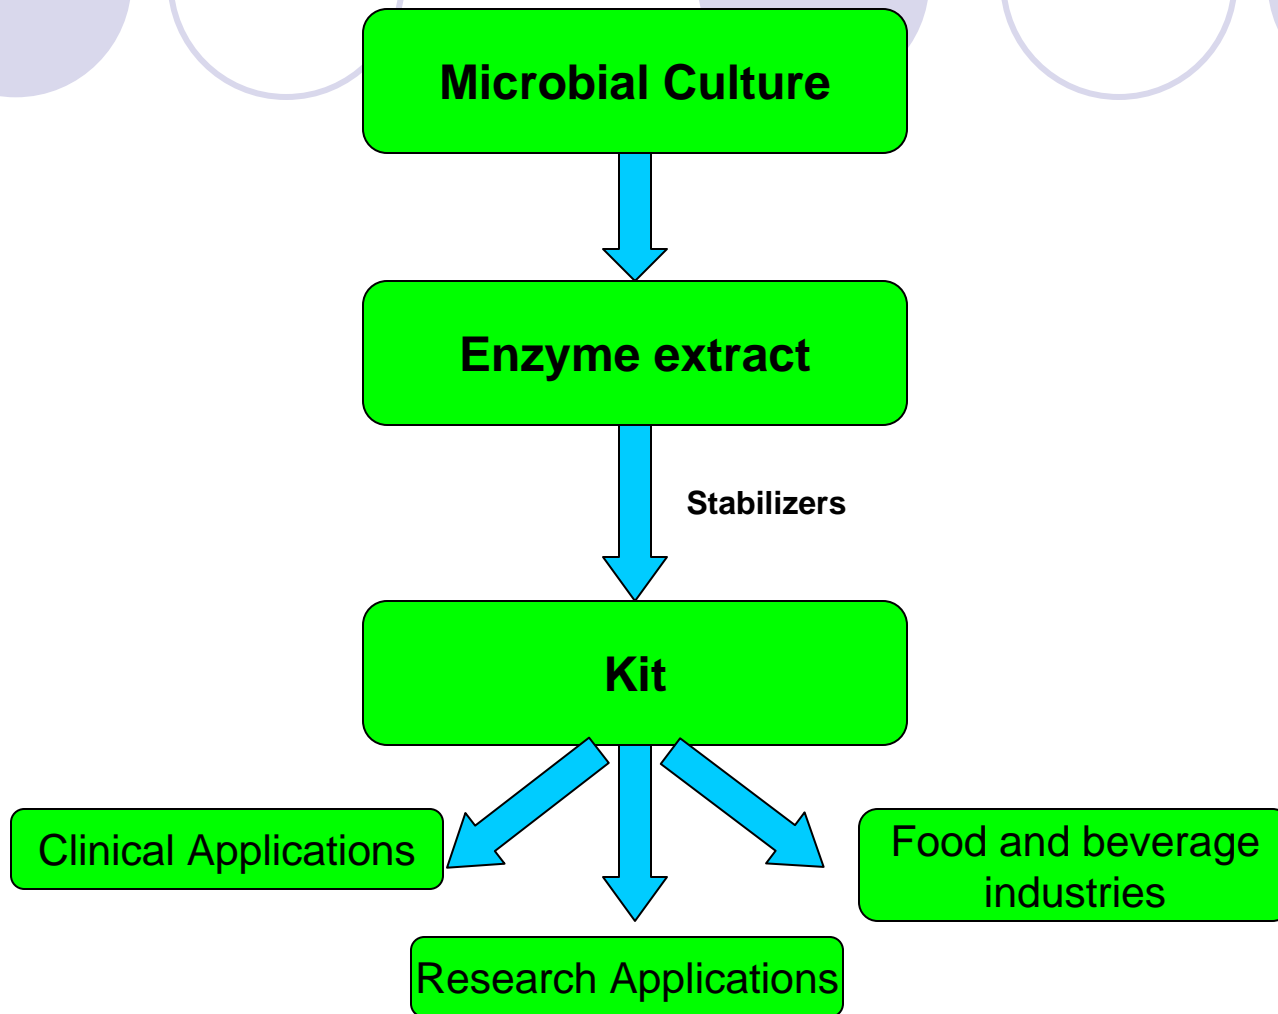 Microbial Culture
Enzyme extract
Stabilizers
Kit
Clinical Applications
Food and beverage
industries
Research Applications